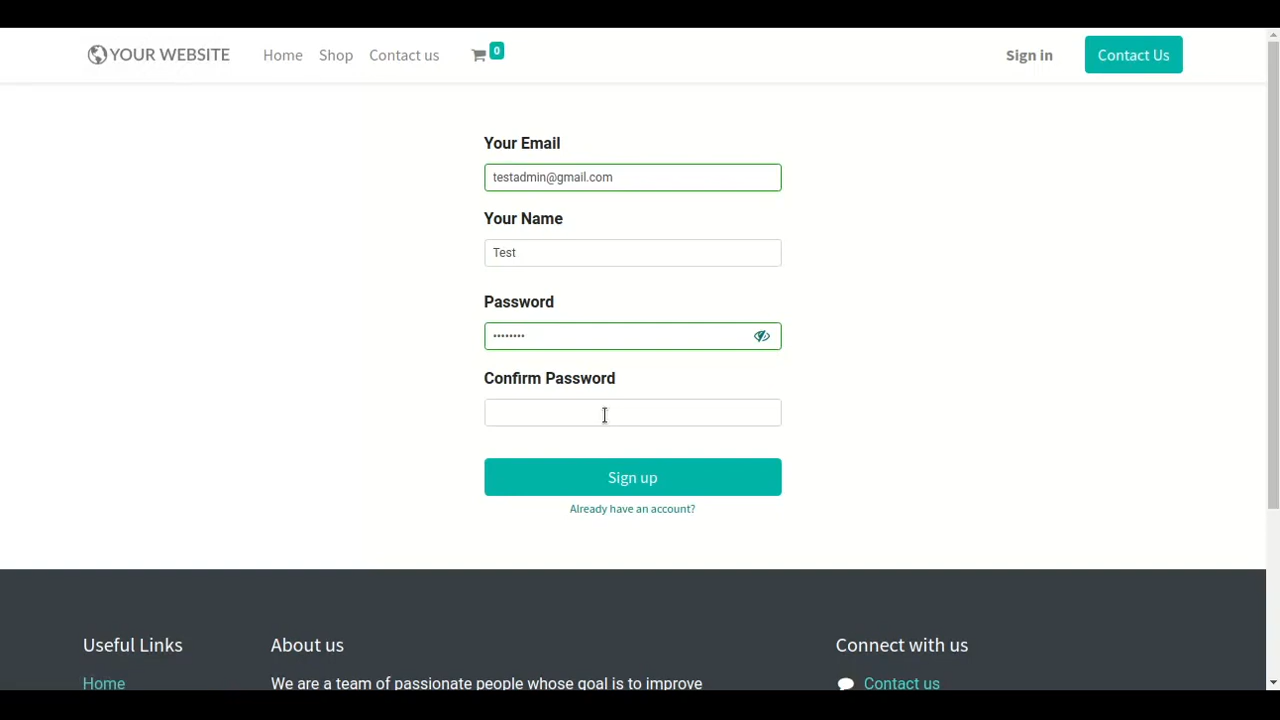 YOUR WEBSITE Home Shop Contact us 0 Sign in Contact Us
Your Email
testadmin@gmail.com
Your Name
Test
Password
••••••••
Confirm Password
Sign up
Already have an account?
Useful Links About us Connect with us
Home We are a team of passionate people whose goal is to improve Contact us